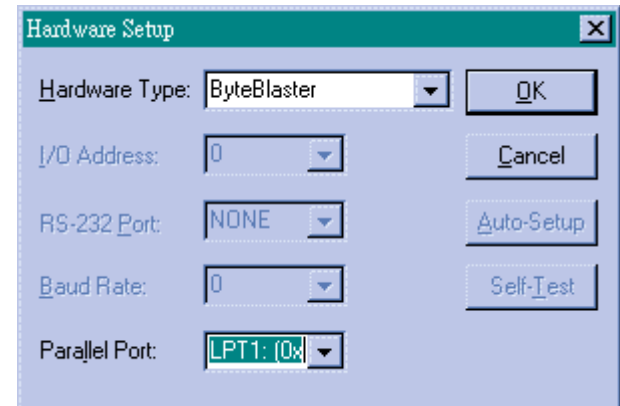 Hardware Setup
Hardware Type: ByteBlaster OK
I/O Address: 0 Cancel
RS-232 Port: NONE Auto-Setup
Baud Rate: 0 Self-Test
Parallel Port: LPT1: (0x